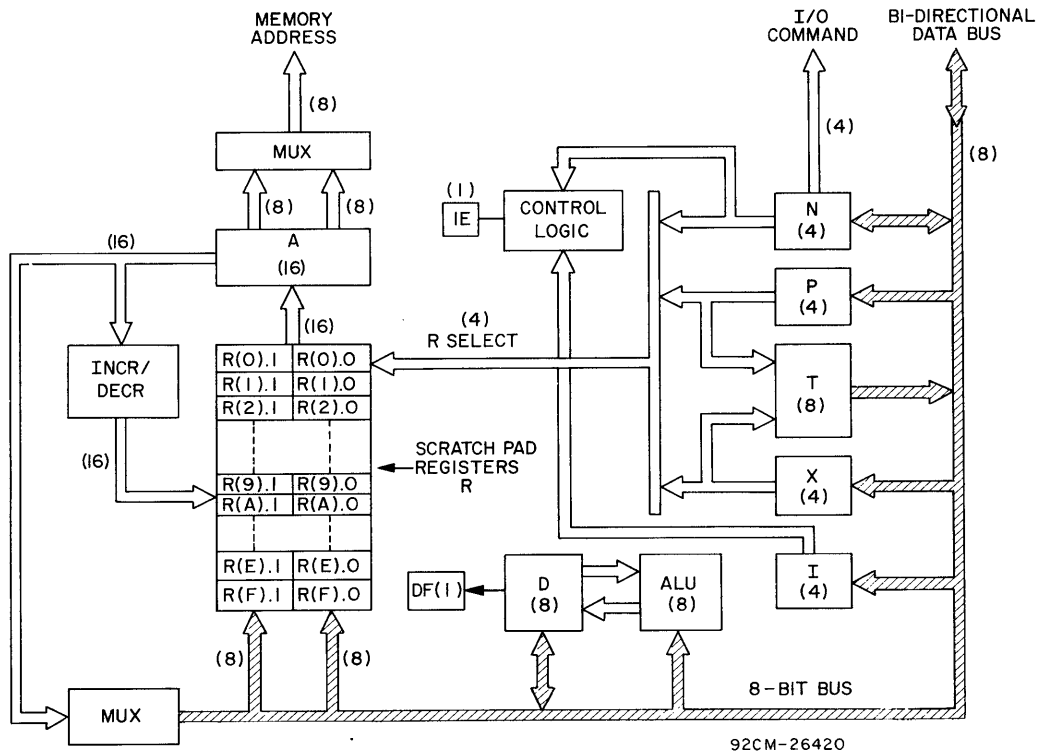 MEMORY
ADDRESS
(8)
MUX
(8)
(8)
(16)
A
(16)
(16)
INCR/
DECR
(16)
R(0).1 R(0).0
R(1).1 R(1).0
R(2).1 R(2).0
R(9).1 R(9).0
R(A).1 R(A).0
R(E).1 R(E).0
R(F).1 R(F).0
SCRATCH PAD
REGISTERS
R
(8)
(8)
MUX
I/O
COMMAND
(4)
BI-DIRECTIONAL
DATA BUS
(8)
(1)
IE
CONTROL
LOGIC
(4)
R SELECT
N
(4)
P
(4)
T
(8)
X
(4)
I
(4)
DF(1)
D
(8)
ALU
(8)
8-BIT BUS
92CM-26420